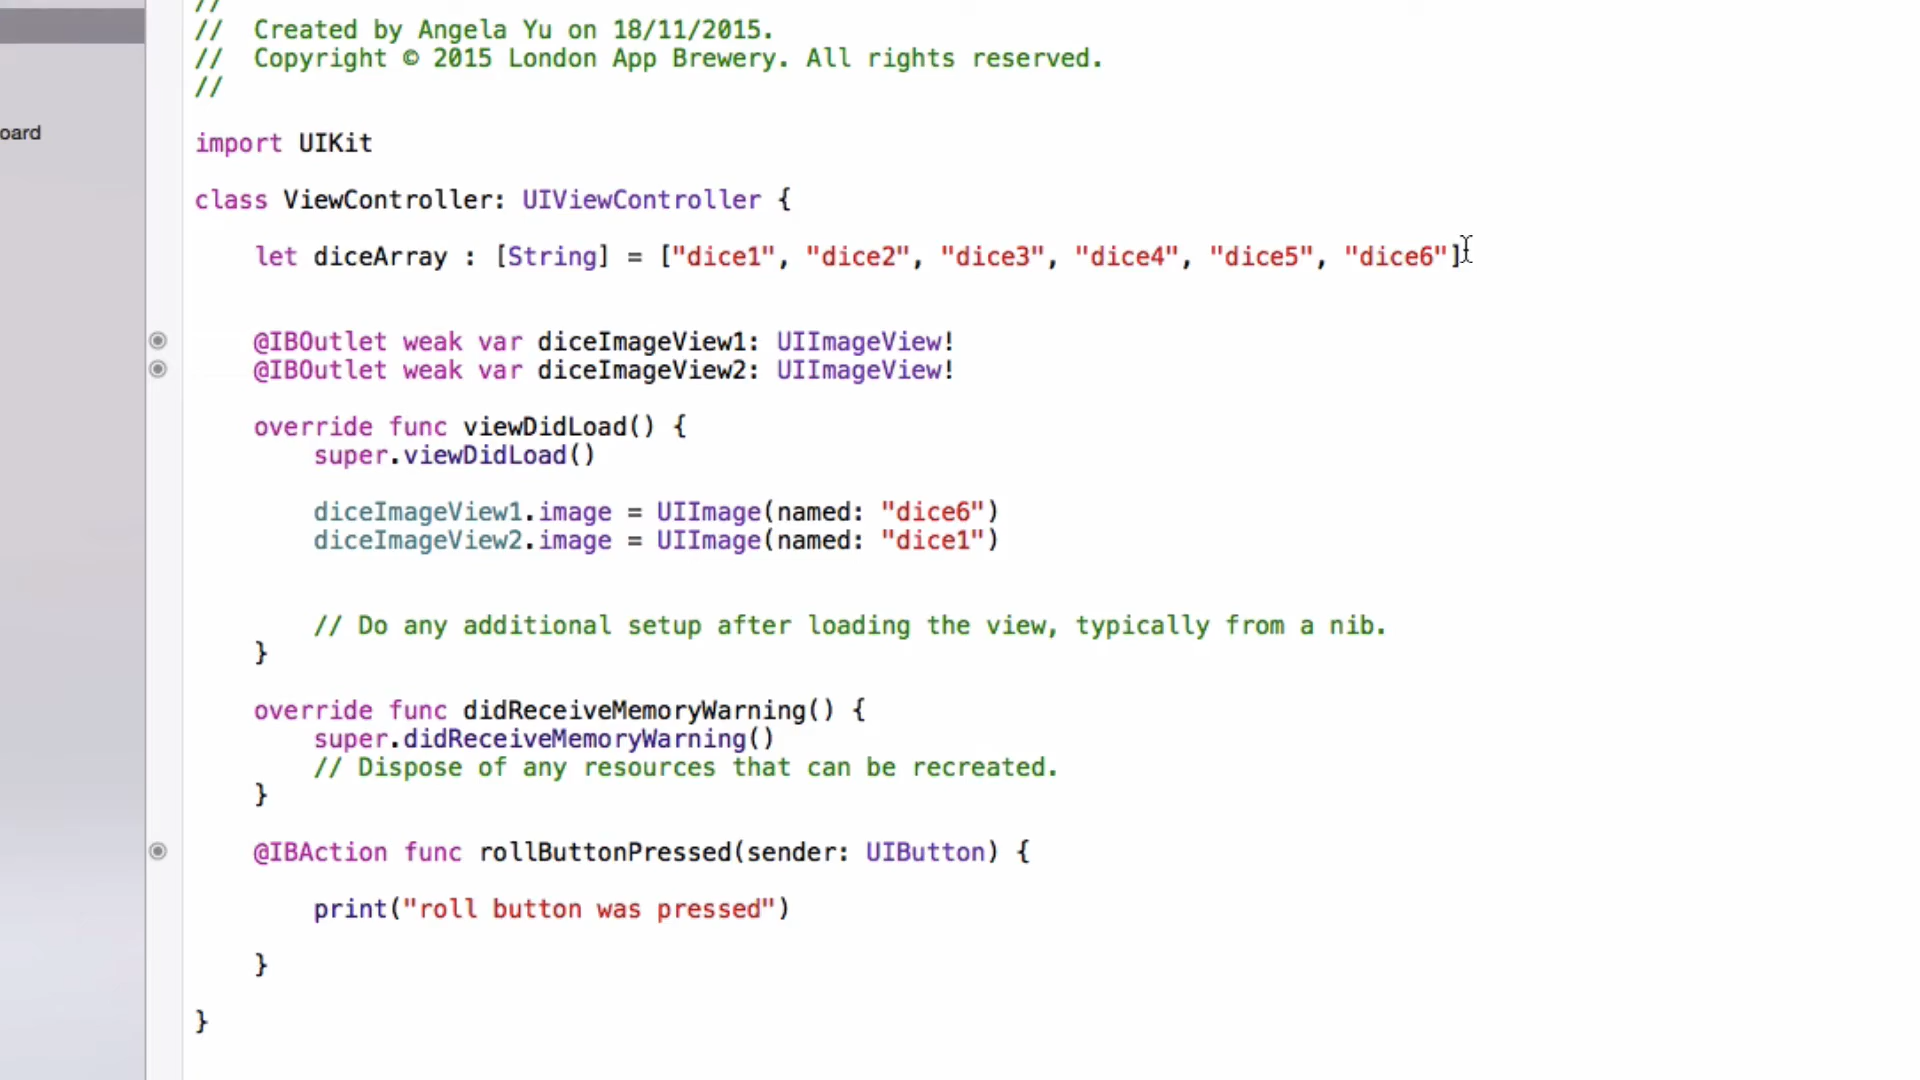 //
// Created by Angela Yu on 18/11/2015.
// Copyright © 2015 London App Brewery. All rights reserved.
//
oard
import UIKit
class ViewController: UIViewController {
let diceArray : [String] = ["dice1", "dice2", "dice3", "dice4", "dice5", "dice6"]
@IBOutlet weak var diceImageView1: UIImageView!
@IBOutlet weak var diceImageView2: UIImageView!
override func viewDidLoad() {
super.viewDidLoad()
diceImageView1.image = UIImage(named: "dice6")
diceImageView2.image = UIImage(named: "dice1")
// Do any additional setup after loading the view, typically from a nib.
}
override func didReceiveMemoryWarning() {
super.didReceiveMemoryWarning()
// Dispose of any resources that can be recreated.
}
@IBAction func rollButtonPressed(sender: UIButton) {
print("roll button was pressed")
}
}